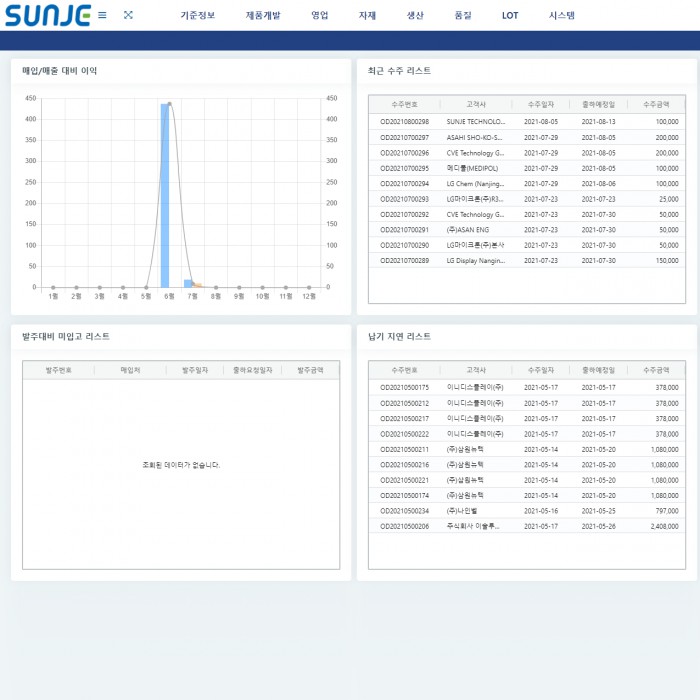 SUNJE
기준정보 제품개발 영업 자재 생산 품질 LOT 시스템
매입/매출 대비 이익
450 450
400 400
350 350
300 300
250 250
200 200
150 150
100 100
50 50
0 0
1월 2월 3월 4월 5월 6월 7월 8월 9월 10월 11월 12월
최근 수주 리스트
수주번호 고객사 수주일자 출하예정일 수주금액
OD20210800298 SUNJE TECHNOLO... 2021-08-05 2021-08-13 100,000
OD20210700297 ASAHI SHO-KO-S... 2021-07-29 2021-08-05 200,000
OD20210700296 CVE Technology G... 2021-07-29 2021-08-05 200,000
OD20210700295 메디폴(MEDIPOL) 2021-07-29 2021-08-05 100,000
OD20210700294 LG Chem (Nanjing... 2021-07-29 2021-08-06 100,000
OD20210700293 LG마이크론(주)R3... 2021-07-23 2021-07-23 25,000
OD20210700292 CVE Technology G... 2021-07-23 2021-07-30 50,000
OD20210700291 (주)ASAN ENG 2021-07-23 2021-07-30 50,000
OD20210700290 LG마이크론(주)본사 2021-07-23 2021-07-30 50,000
OD20210700289 LG Display Nangin... 2021-07-23 2021-07-30 150,000
발주대비 미입고 리스트
발주번호 매입처 발주일자 출하요청일자 발주금액
조회된 데이터가 없습니다.
납기 지연 리스트
수주번호 고객사 수주일자 출하예정일 수주금액
OD20210500175 이니디스플레이(주) 2021-05-17 2021-05-17 378,000
OD20210500212 이니디스플레이(주) 2021-05-17 2021-05-17 378,000
OD20210500217 이니디스플레이(주) 2021-05-17 2021-05-17 378,000
OD20210500222 이니디스플레이(주) 2021-05-17 2021-05-17 378,000
OD20210500211 (주)삼원뉴텍 2021-05-14 2021-05-20 1,080,000
OD20210500216 (주)삼원뉴텍 2021-05-14 2021-05-20 1,080,000
OD20210500221 (주)삼원뉴텍 2021-05-14 2021-05-20 1,080,000
OD20210500174 (주)삼원뉴텍 2021-05-14 2021-05-20 1,080,000
OD20210500234 (주)나인벨 2021-05-16 2021-05-25 797,000
OD20210500206 주식회사 이솔루... 2021-05-17 2021-05-26 2,408,000